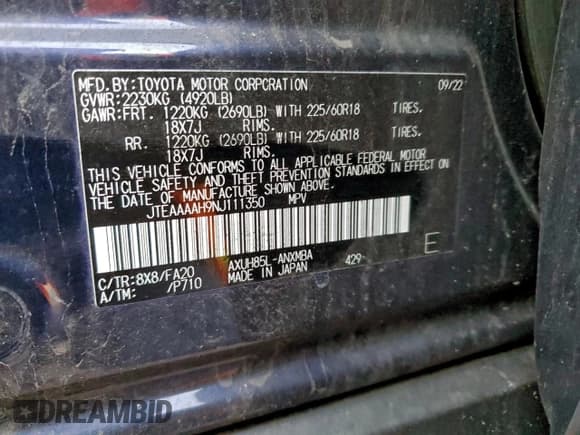 MFD.BY:TOYOTA MOTOR CORPORATION 09/22
GVWR:2230KG (4920LB)
GAWR:FRT. 1220KG (2690LB) WITH 225/60R18 TIRES.
18X7J RIMS.
RR. 1220KG (2690LB) WITH 225/60R18 TIRES.
18X7J RIMS.
THIS VEHICLE CONFORMS TO ALL APPLICABLE FEDERAL MOTOR
VEHICLE SAFETY AND THEFT PREVENTION STANDARDS IN EFFECT ON
THE DATE OF MANUFACTURE SHOWN ABOVE.
JTEAAAAH9NJ111350 MPV
C/TR:8X8/FA20 AXUH85L-ANXMBA 429-
A/TM: /P710 MADE IN JAPAN
E
DREAMBID